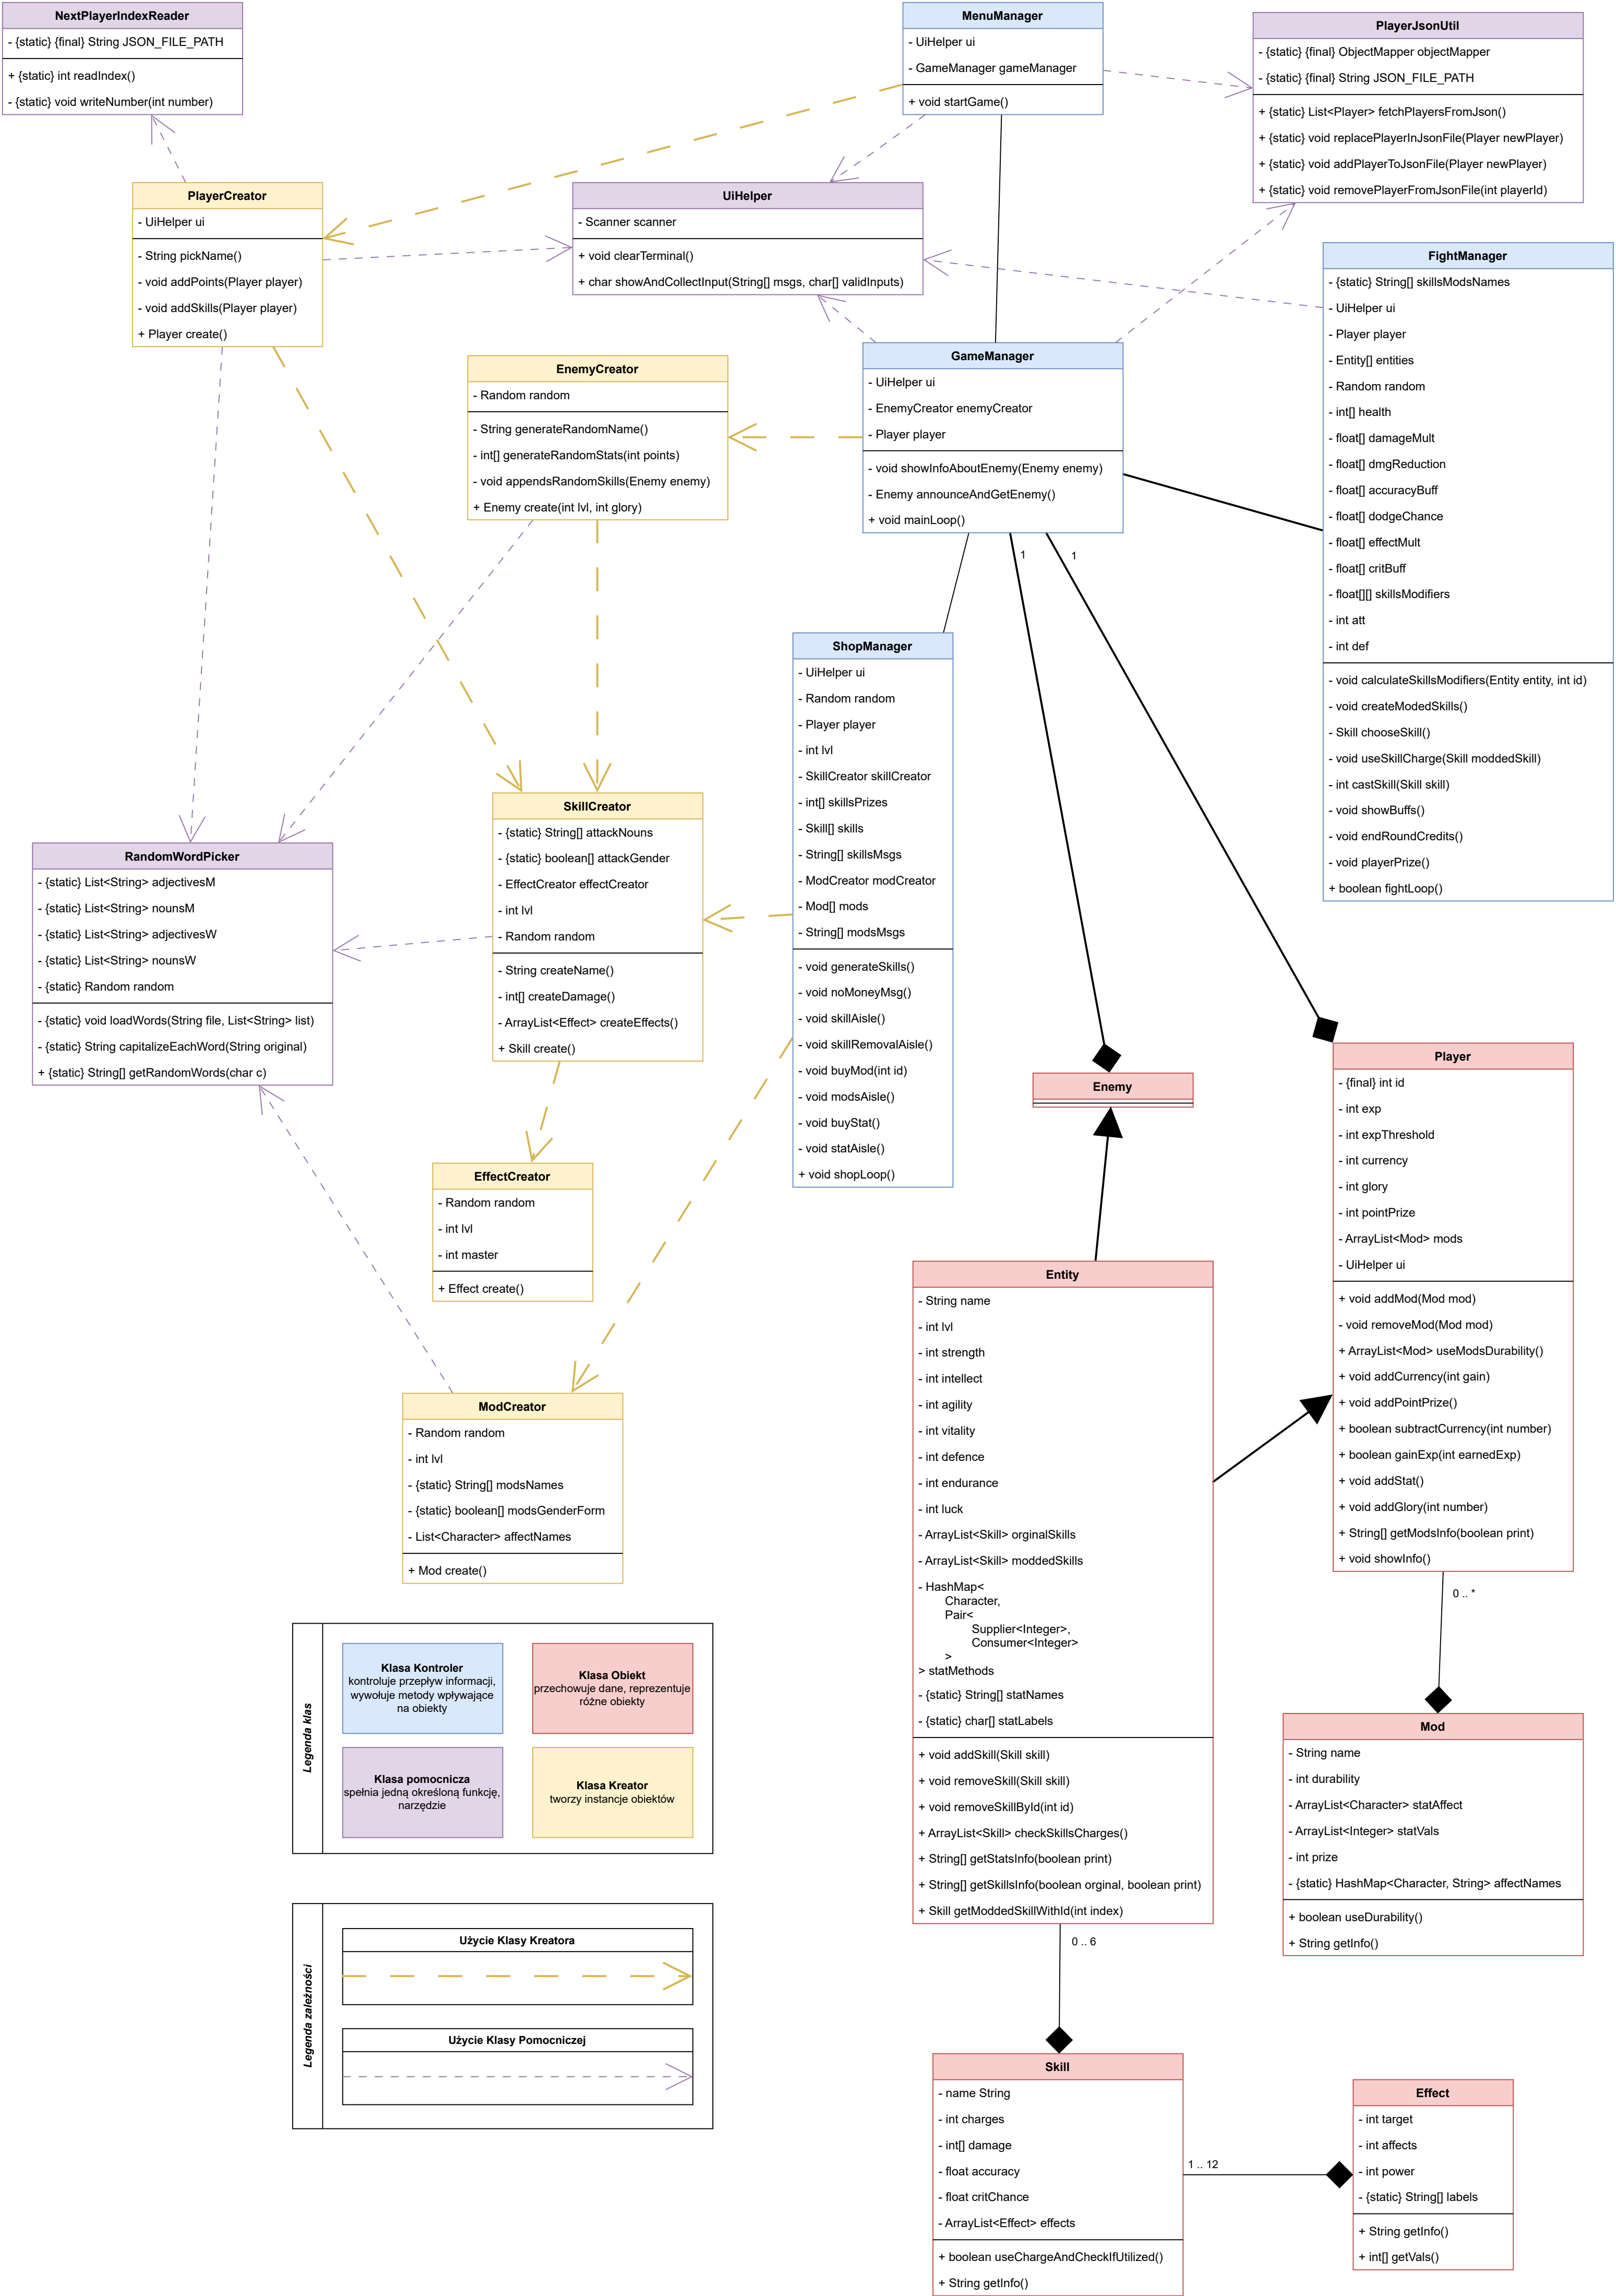 NextPlayerIndexReader
- {static} {final} String JSON_FILE_PATH
+ {static} int readIndex()
- {static} void writeNumber(int number)
MenuManager
- UiHelper ui
- GameManager gameManager
+ void startGame()
PlayerJsonUtil
- {static} {final} ObjectMapper objectMapper
- {static} {final} String JSON_FILE_PATH
+ {static} List<Player> fetchPlayersFromJson()
+ {static} void replacePlayerInJsonFile(Player newPlayer)
+ {static} void addPlayerToJsonFile(Player newPlayer)
+ {static} void removePlayerFromJsonFile(int playerId)
PlayerCreator
- UiHelper ui
- String pickName()
- void addPoints(Player player)
- void addSkills(Player player)
+ Player create()
UiHelper
- Scanner scanner
+ void clearTerminal()
+ char showAndCollectInput(String[] msgs, char[] validInputs)
FightManager
- {static} String[] skillsModsNames
- UiHelper ui
- Player player
- Entity[] entities
- Random random
- int[] health
- float[] damageMult
- float[] dmgReduction
- float[] accuracyBuff
- float[] dodgeChance
- float[] effectMult
- float[] critBuff
- float[][] skillsModifiers
- int att
- int def
- void calculateSkillsModifiers(Entity entity, int id)
- void createModedSkills()
- Skill chooseSkill()
- void useSkillCharge(Skill moddedSkill)
- int castSkill(Skill skill)
- void showBuffs()
- void endRoundCredits()
- void playerPrize()
+ boolean fightLoop()
EnemyCreator
- Random random
- String generateRandomName()
- int[] generateRandomStats(int points)
- void appendsRandomSkills(Enemy enemy)
+ Enemy create(int lvl, int glory)
GameManager
- UiHelper ui
- EnemyCreator enemyCreator
- Player player
- void showInfoAboutEnemy(Enemy enemy)
- Enemy announceAndGetEnemy()
+ void mainLoop()
1
1
ShopManager
- UiHelper ui
- Random random
- Player player
- int lvl
- SkillCreator skillCreator
- int[] skillsPrizes
- Skill[] skills
- String[] skillsMsgs
- ModCreator modCreator
- Mod[] mods
- String[] modsMsgs
- void generateSkills()
- void noMoneyMsg()
- void skillAisle()
- void skillRemovalAisle()
- void buyMod(int id)
- void modsAisle()
- void buyStat()
- void statAisle()
+ void shopLoop()
SkillCreator
- {static} String[] attackNouns
- {static} boolean[] attackGender
- EffectCreator effectCreator
- int lvl
- Random random
- String createName()
- int[] createDamage()
- ArrayList<Effect> createEffects()
+ Skill create()
RandomWordPicker
- {static} List<String> adjectivesM
- {static} List<String> nounsM
- {static} List<String> adjectivesW
- {static} List<String> nounsW
- {static} Random random
- {static} void loadWords(String file, List<String> list)
- {static} String capitalizeEachWord(String original)
+ {static} String[] getRandomWords(char c)
Enemy
Player
- {final} int id
- int exp
- int expThreshold
- int currency
- int glory
- int pointPrize
- ArrayList<Mod> mods
- UiHelper ui
+ void addMod(Mod mod)
- void removeMod(Mod mod)
+ ArrayList<Mod> useModsDurability()
+ void addCurrency(int gain)
+ void addPointPrize()
+ boolean subtractCurrency(int number)
+ boolean gainExp(int earnedExp)
+ void addStat()
+ void addGlory(int number)
+ String[] getModsInfo(boolean print)
+ void showInfo()
0 .. *
EffectCreator
- Random random
- int lvl
- int master
+ Effect create()
Entity
- String name
- int lvl
- int strength
- int intellect
- int agility
- int vitality
- int defence
- int endurance
- int luck
- ArrayList<Skill> orginalSkills
- ArrayList<Skill> moddedSkills
- HashMap<
Character,
Pair<
Supplier<Integer>,
Consumer<Integer>
>
> statMethods
- {static} String[] statNames
- {static} char[] statLabels
+ void addSkill(Skill skill)
+ void removeSkill(Skill skill)
+ void removeSkillById(int id)
+ ArrayList<Skill> checkSkillsCharges()
+ String[] getStatsInfo(boolean print)
+ String[] getSkillsInfo(boolean orginal, boolean print)
+ Skill getModdedSkillWithId(int index)
0 .. 6
ModCreator
- Random random
- int lvl
- {static} String[] modsNames
- {static} boolean[] modsGenderForm
- List<Character> affectNames
+ Mod create()
Legenda klas
Klasa Kontroler
kontroluje przepływ informacji,
wywołuje metody wpływające
na obiekty
Klasa Obiekt
przechowuje dane, reprezentuje
różne obiekty
Klasa pomocnicza
spełnia jedną określoną funkcję,
narzędzie
Klasa Kreator
tworzy instancje obiektów
Mod
- String name
- int durability
- ArrayList<Character> statAffect
- ArrayList<Integer> statVals
- int prize
- {static} HashMap<Character, String> affectNames
+ boolean useDurability()
+ String getInfo()
Legenda zależności
Użycie Klasy Kreatora
Użycie Klasy Pomocniczej
Skill
- name String
- int charges
- int[] damage
- float accuracy
- float critChance
- ArrayList<Effect> effects
+ boolean useChargeAndCheckIfUtilized()
+ String getInfo()
1 .. 12
Effect
- int target
- int affects
- int power
- {static} String[] labels
+ String getInfo()
+ int[] getVals()